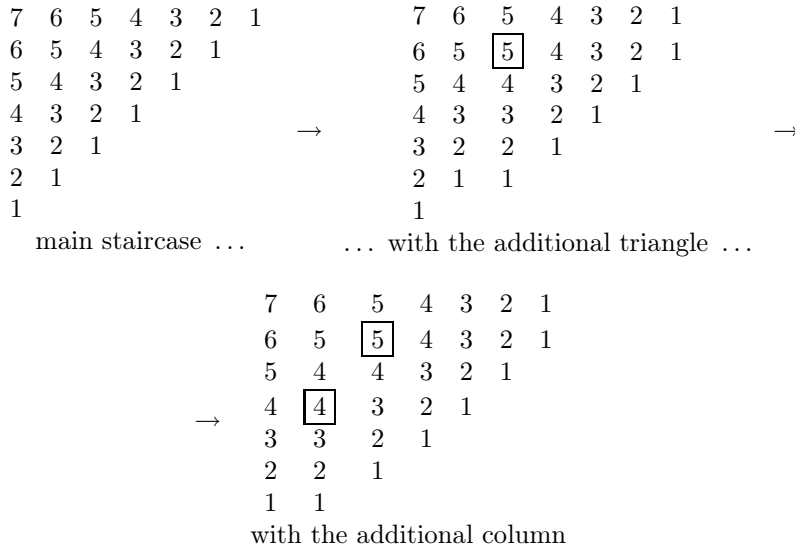 7 6 5 4 3 2 1
6 5 4 3 2 1
5 4 3 2 1
4 3 2 1
3 2 1
2 1
1
main staircase ...
→
7 6 5 4 3 2 1
6 5 5 4 3 2 1
5 4 4 3 2 1
4 3 3 2 1
3 2 2 1
2 1 1
1
... with the additional triangle ...
→
→
7 6 5 4 3 2 1
6 5 5 4 3 2 1
5 4 4 3 2 1
4 4 3 2 1
3 3 2 1
2 2 1
1 1
with the additional column